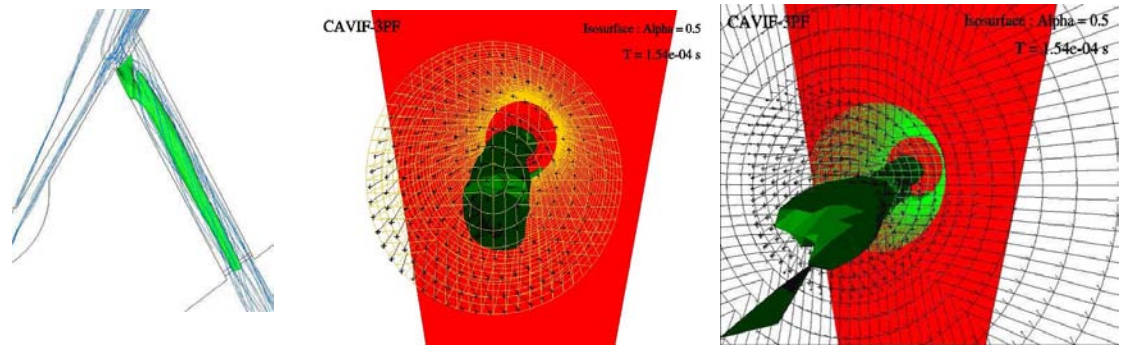 CAVIF-3PF
Isosurface : Alpha = 0.5
T = 1.54e-04 s
CAVIF-3PF
Isosurface : Alpha = 0.5
T = 1.54e-04 s